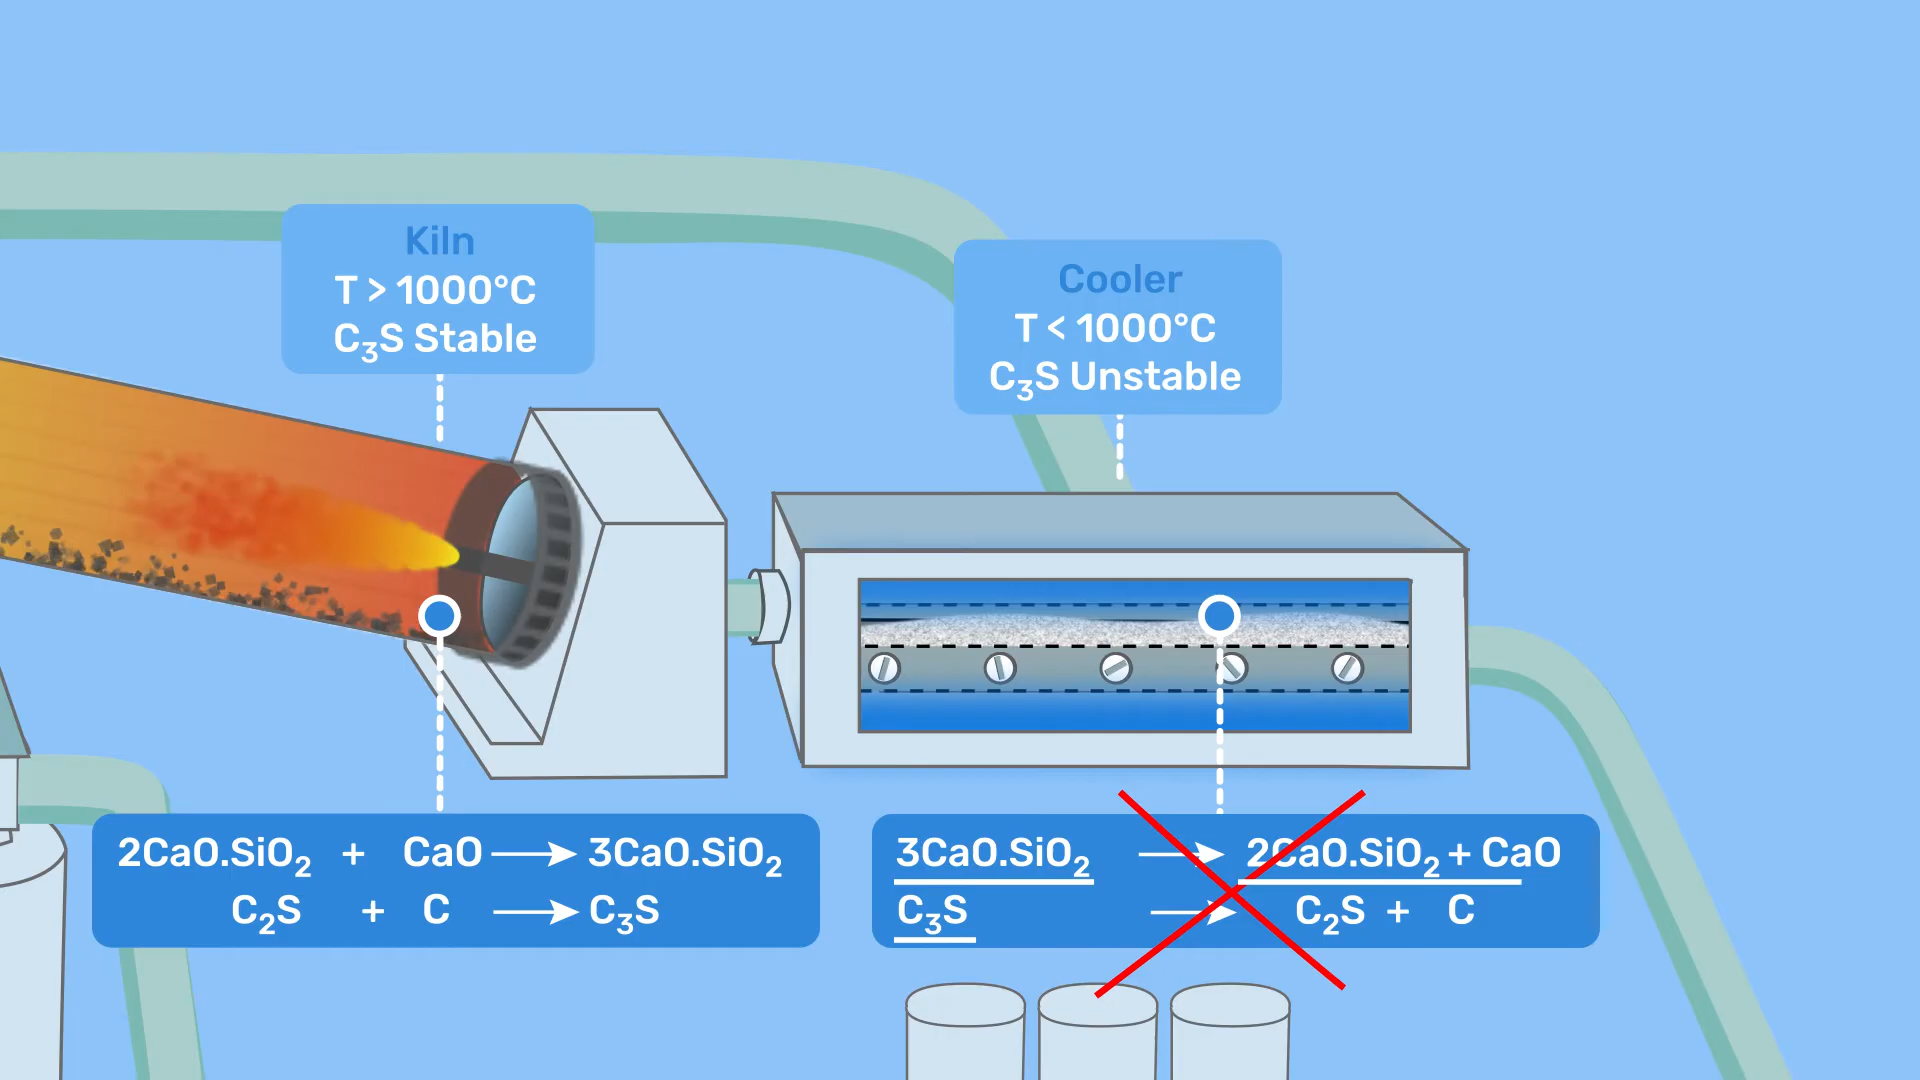 Kiln
T > 1000°C
C₃S Stable
Cooler
T < 1000°C
C₃S Unstable
2CaO.SiO₂ + CaO → 3CaO.SiO₂
C₂S + C → C₃S
3CaO.SiO₂ → 2CaO.SiO₂ + CaO
C₃S → C₂S + C